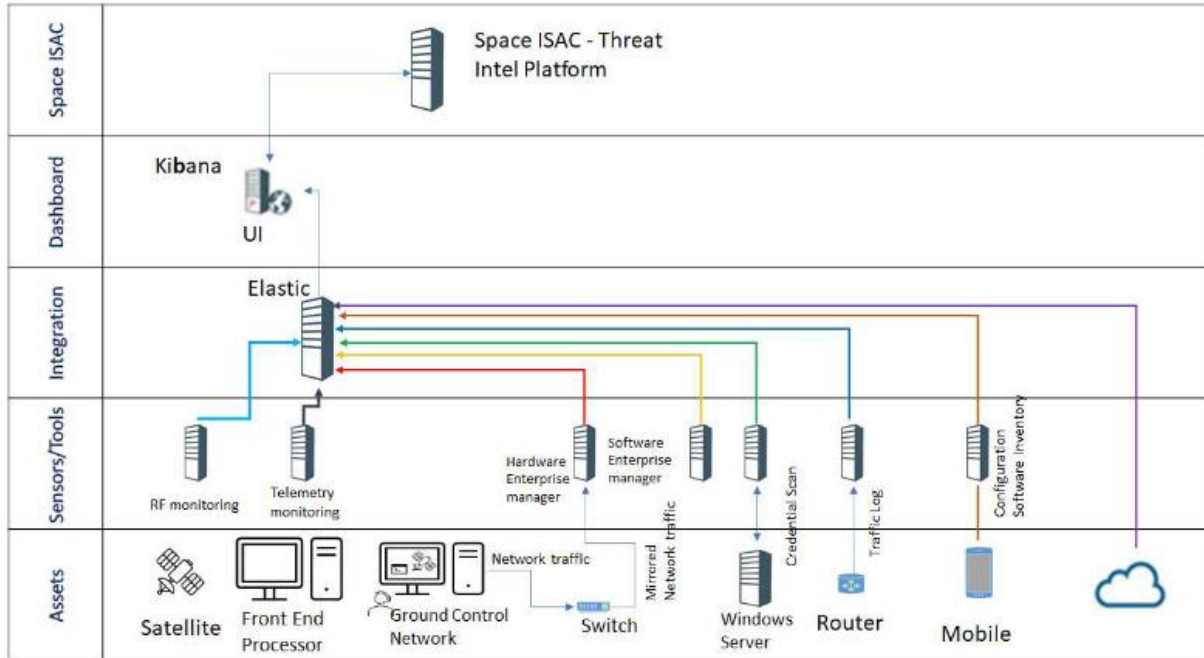 Space ISAC
Space ISAC - Threat
Intel Platform
Dashboard
Kibana
UI
Integration
Elastic
Sensors/Tools
RF monitoring
Telemetry
monitoring
Hardware
Enterprise
manager
Software
Enterprise
manager
Mirrored
Network traffic
Credential Scan
Traffic Log
Configuration
Software Inventory
Assets
Satellite
Front End
Processor
Ground Control
Network
Network traffic
Switch
Windows
Server
Router
Mobile